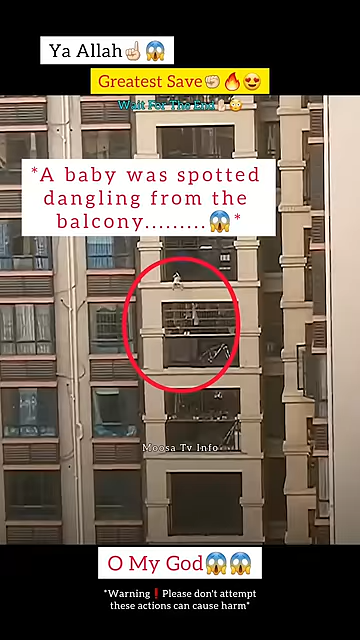 Ya Allah☝🏻😱
Greatest Save✊🏻🔥😍
Wait For The End
*A baby was spotted
dangling from the
balcony.........😱*
Moosa Tv Info
O My God😱😱
*Warning❗Please don't attempt
these actions can cause harm*